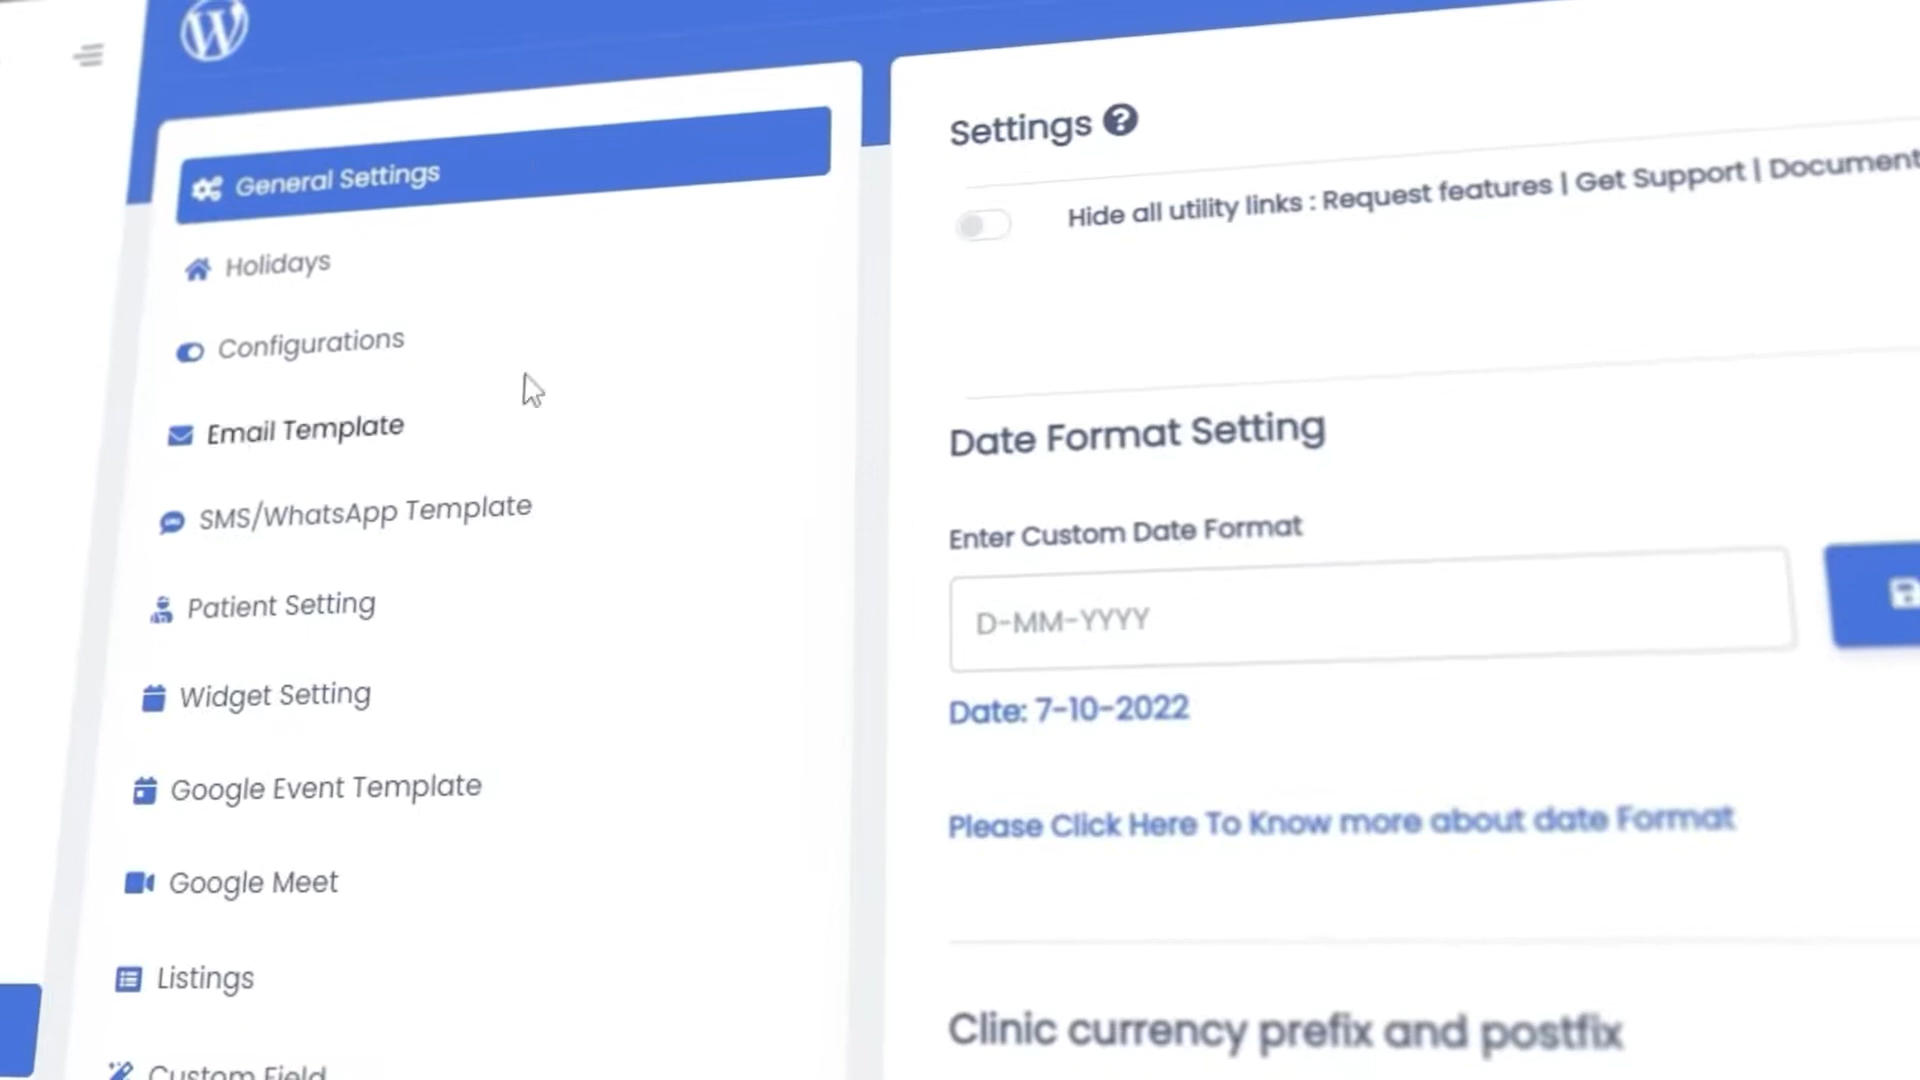 General Settings
Holidays
Configurations
Email Template
SMS/WhatsApp Template
Patient Setting
Widget Setting
Google Event Template
Google Meet
Listings
Custom Field
Settings
Hide all utility links : Request features | Get Support | Document
Date Format Setting
Enter Custom Date Format
D-MM-YYYY
Date: 7-10-2022
Please Click Here To Know more about date Format
Clinic currency prefix and postfix